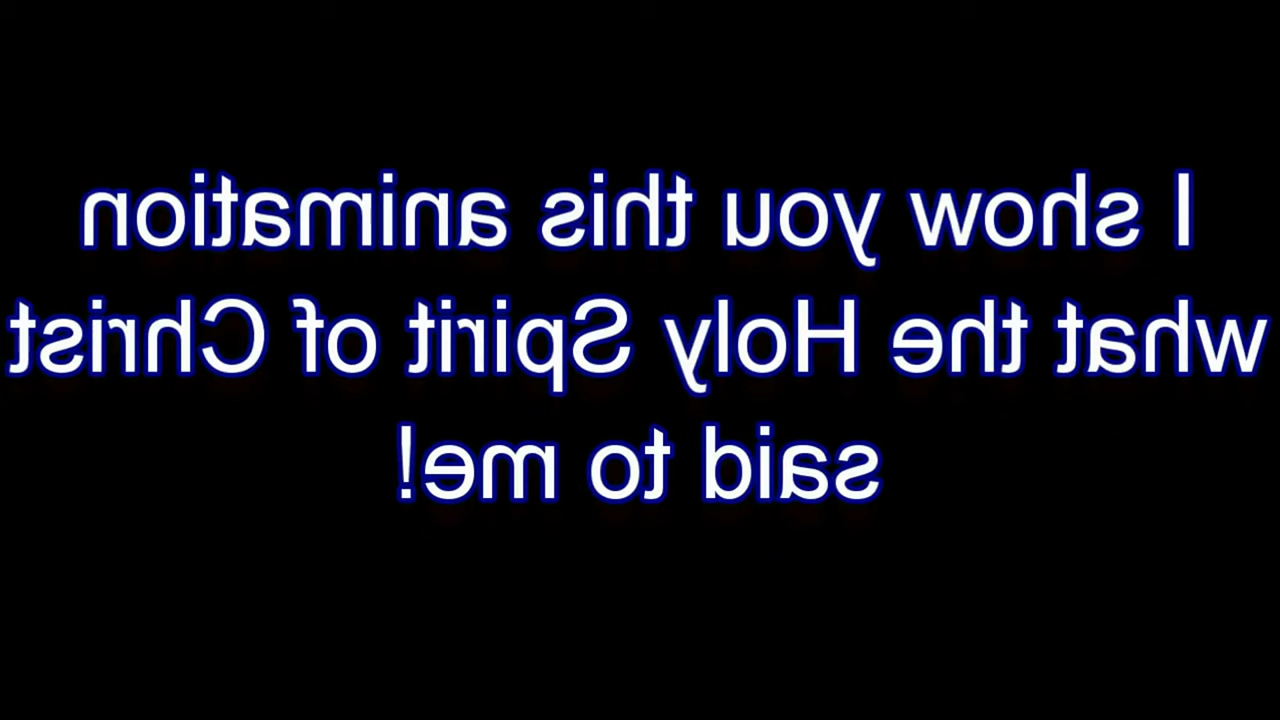 I show you this animation
what the Holy Spirit of Christ
said to me!